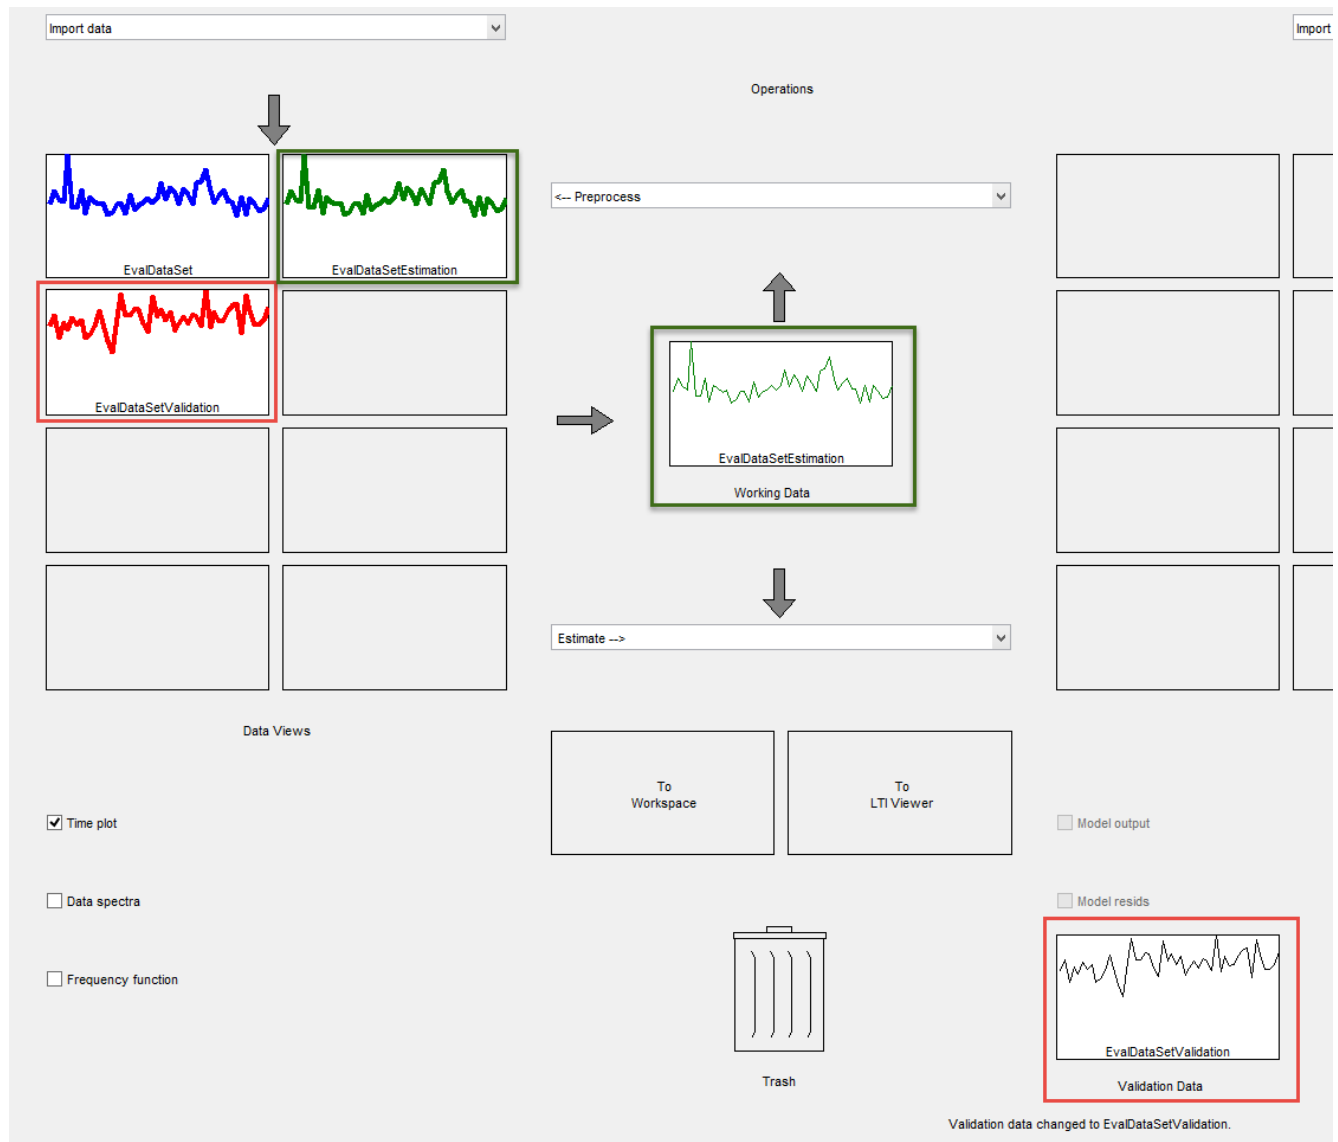 Import data
Import
Operations
<-- Preprocess
EvalDataSet
EvalDataSetEstimation
EvalDataSetValidation
EvalDataSetEstimation
Working Data
Estimate -->
Data Views
To
Workspace
To
LTI Viewer
Time plot
Model output
Data spectra
Model resids
Frequency function
EvalDataSetValidation
Trash
Validation Data
Validation data changed to EvalDataSetValidation.